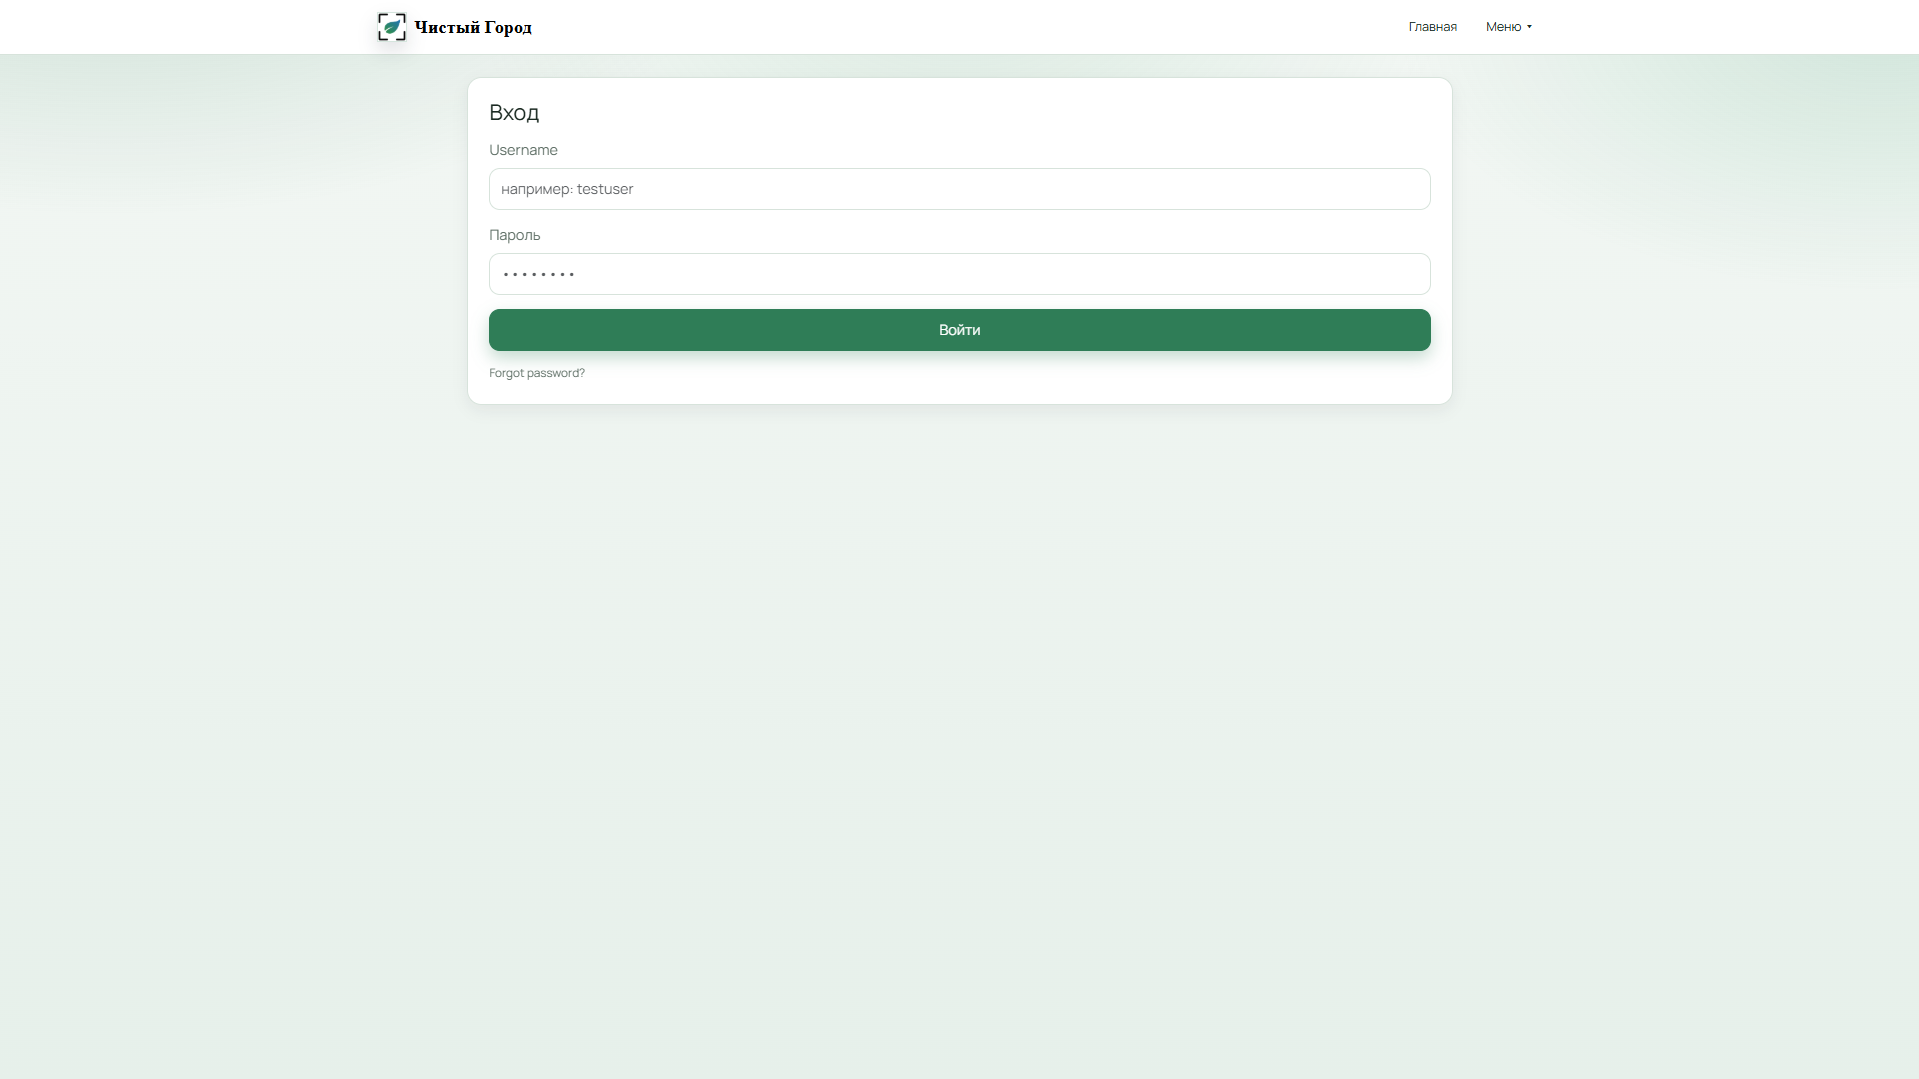 Чистый Город
Главная
Меню
Вход
Username
например: testuser
Пароль
••••••••
Войти
Forgot password?